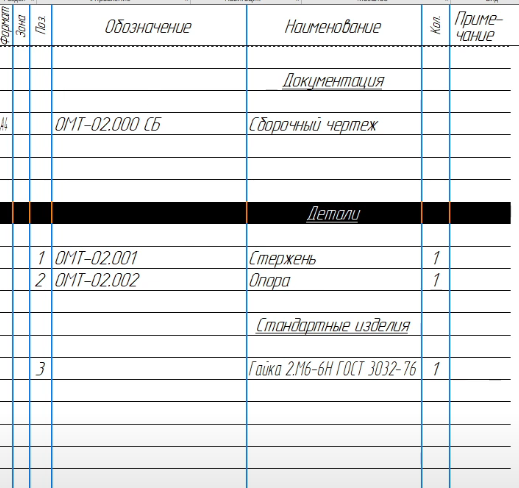 Формат Зона Поз. Обозначение Наименование Кол. Приме-
чание
Документация
А4 ОМТ-02.000 СБ Сборочный чертеж
Детали
1 ОМТ-02.001 Стержень 1
2 ОМТ-02.002 Опора 1
Стандартные изделия
3 Гайка 2.М6-6Н ГОСТ 3032-76 1